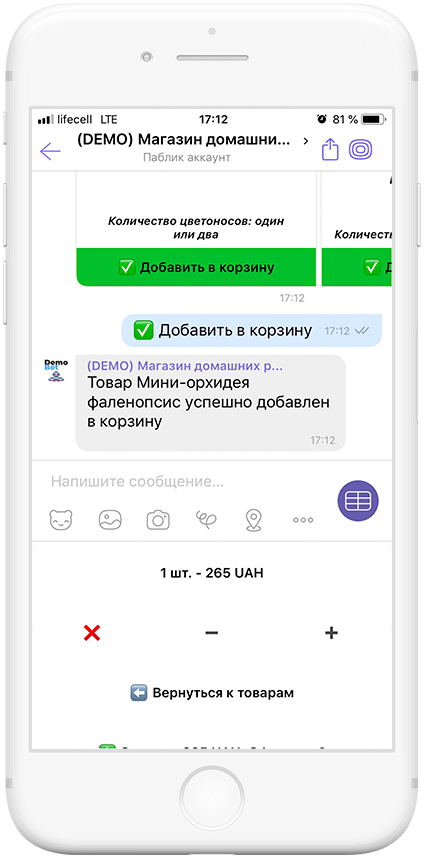 lifecell LTE 17:12 81 %
(DEMO) Магазин домашни...
Паблик аккаунт
Количество цветоносов: один
или два
✅ Добавить в корзину
17:12
✅ Добавить в корзину 17:12
Demo
Bot
(DEMO) Магазин домашних р...
Товар Мини-орхидея
фаленопсис успешно добавлен
в корзину
17:12
Напишите сообщение...
1 шт. - 265 UAH
❌ − +
⬅️ Вернуться к товарам